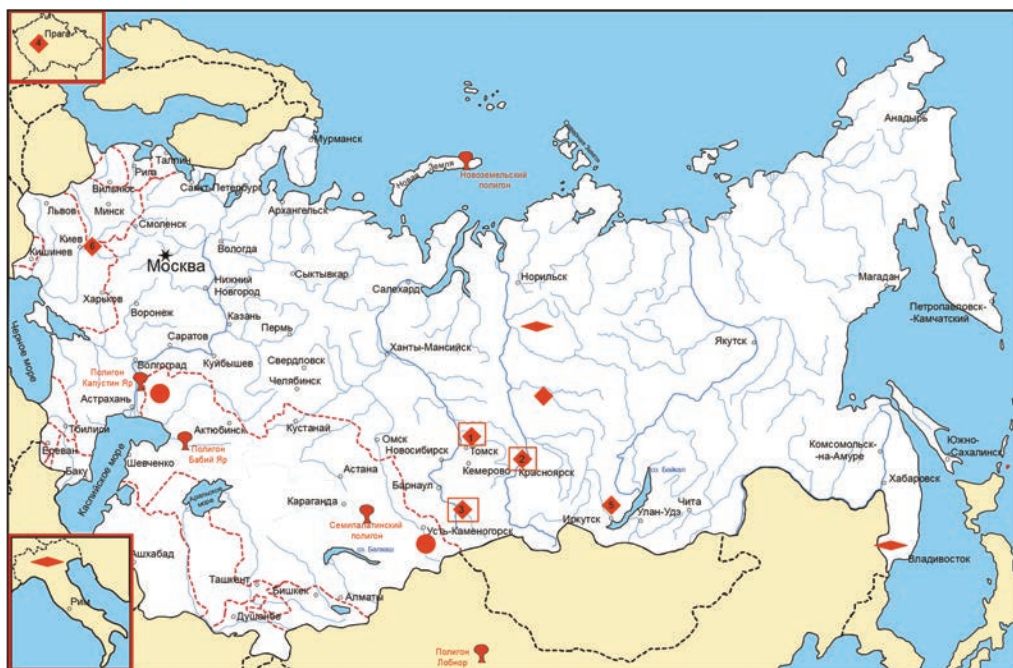 4
Прага
Мурманск
Северная Земля
Анадырь
Новая Земля
Новоземельский
полигон
Таллин
Рига
Вильнюс
Санкт-Петербург
Львов
Минск
Смоленск
Архангельск
Киев
6
Кишинев
Москва
Вологда
Сыктывкар
Салехард
Норильск
Магадан
Петропавловск-
-Камчатский
Харьков
Нижний
Новгород
Воронеж
Казань
Пермь
Саратов
Ханты-Мансийск
Якутск
Черное море
Волгоград
Куйбышев
Свердловск
Челябинск
Полигон
Капустин Яр
Астрахань
Тбилиси
Актюбинск
Кустанай
Омск
Новосибирск
1
Томск
Кемерово
2
Красноярск
Комсомольск-
-на-Амуре
Южно-
Сахалинск
Ереван
Баку
Шевченко
Полигон
Бабий Яр
Астана
Барнаул
Байкал
Хабаровск
Каспийское море
Аральское
море
Караганда
3
5
Иркутск
Улан-Удэ
Чита
Семипалатинский
полигон
Усть-Каменогорск
Ашхабад
Балхаш
Владивосток
Ташкент
Бишкек
Алматы
Рим
Душанбе
Полигон
Лобнор